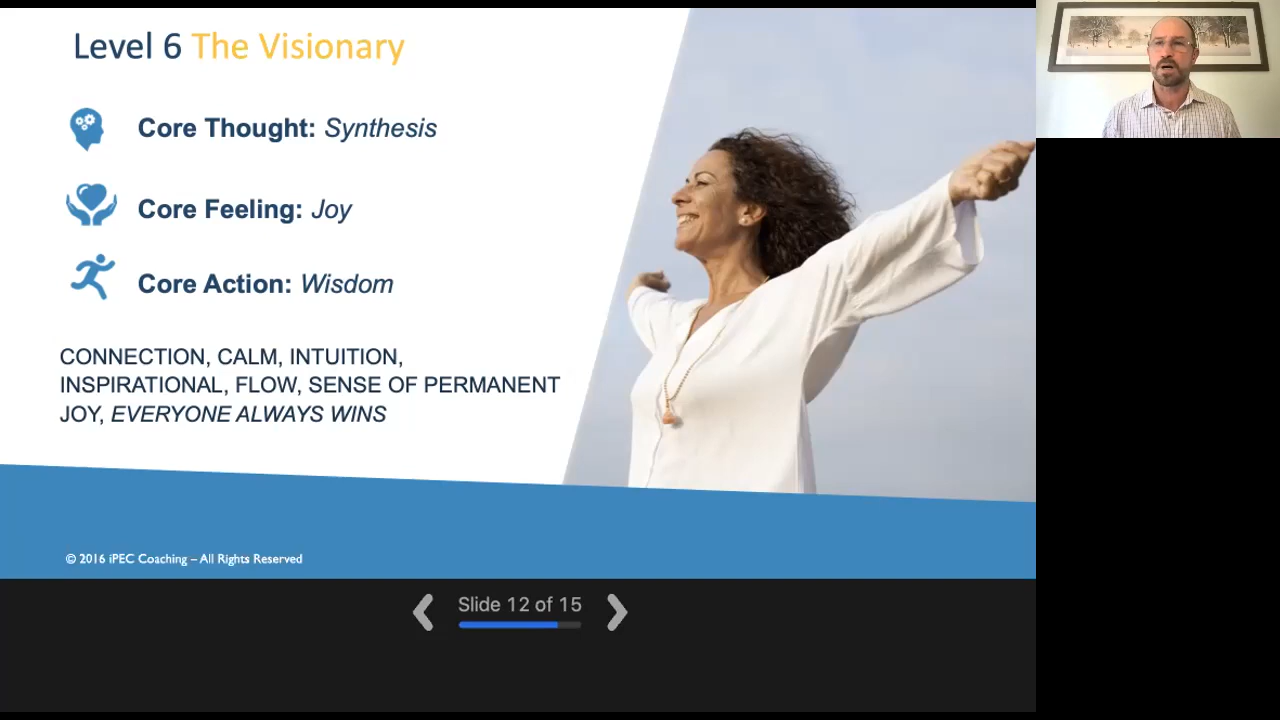 Level 6 The Visionary
Core Thought: Synthesis
Core Feeling: Joy
Core Action: Wisdom
CONNECTION, CALM, INTUITION,
INSPIRATIONAL, FLOW, SENSE OF PERMANENT
JOY, EVERYONE ALWAYS WINS
© 2016 iPEC Coaching – All Rights Reserved
Slide 12 of 15